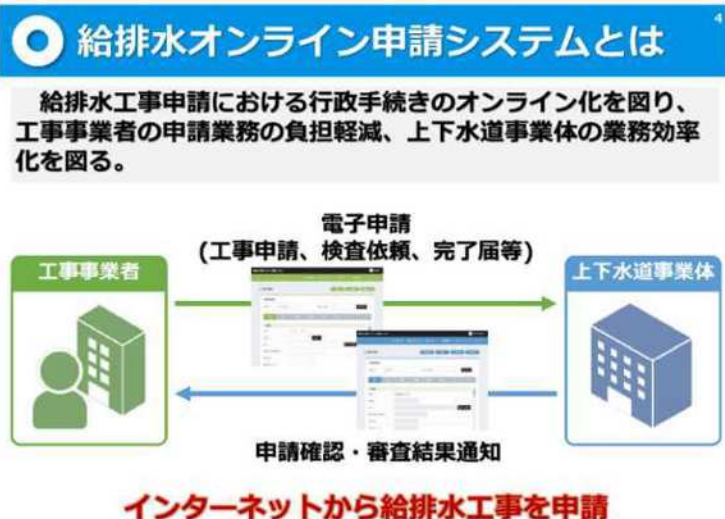 4
給排水オンライン申請システムとは
給排水工事申請における行政手続きのオンライン化を図り、
工事事業者の申請業務の負担軽減、上下水道事業体の業務効率
化を図る。
電子申請
(工事申請、検査依頼、完了届等)
工事事業者
上下水道事業体
申請確認・審査結果通知
インターネットから給排水工事を申請